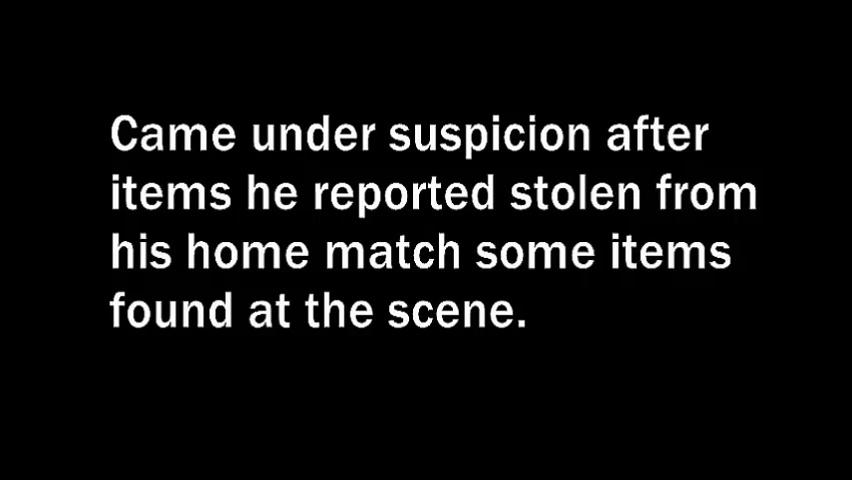 Came under suspicion after
items he reported stolen from
his home match some items
found at the scene.